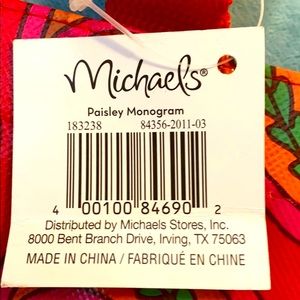 Michaels®
Paisley Monogram
183238 84356-2011-03
4 00100 84690 2
Distributed by Michaels Stores, Inc.
8000 Bent Branch Drive, Irving, TX 75063
MADE IN CHINA / FABRIQUÉ EN CHINE